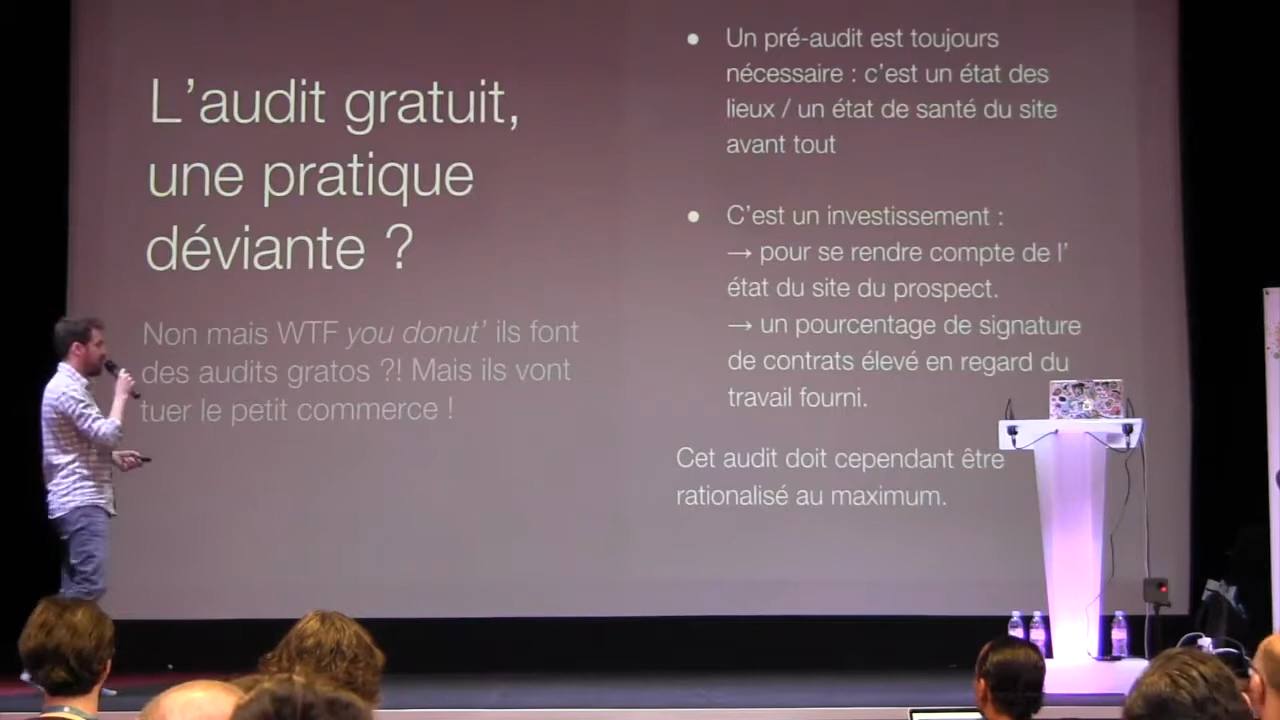 L’audit gratuit,
une pratique
déviante ?
Non mais WTF you donut’ ils font
des audits gratos ?! Mais ils vont
tuer le petit commerce !
● Un pré-audit est toujours
nécessaire : c’est un état des
lieux / un état de santé du site
avant tout
● C’est un investissement :
→ pour se rendre compte de l’
état du site du prospect.
→ un pourcentage de signature
de contrats élevé en regard du
travail fourni.
Cet audit doit cependant être
rationalisé au maximum.